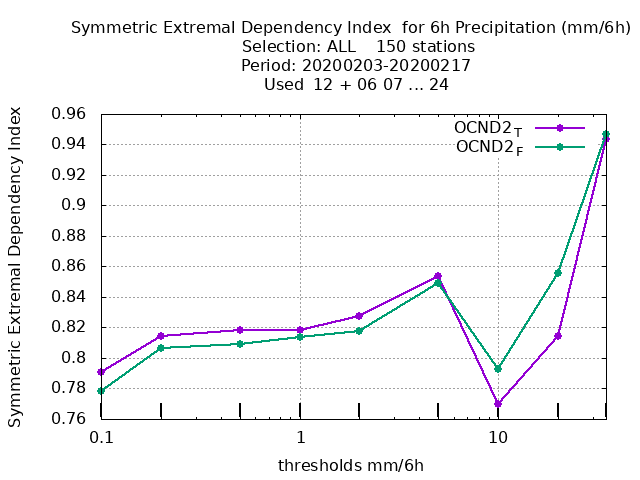 Symmetric Extremal Dependency Index  for 6h Precipitation (mm/6h)
Selection: ALL    150 stations
Period: 20200203-20200217
Used  12 + 06 07 ... 24
Symmetric Extremal Dependency Index
0.96
0.94
0.92
0.9
0.88
0.86
0.84
0.82
0.8
0.78
0.76
OCND2T
OCND2F
0.1
1
10
thresholds mm/6h